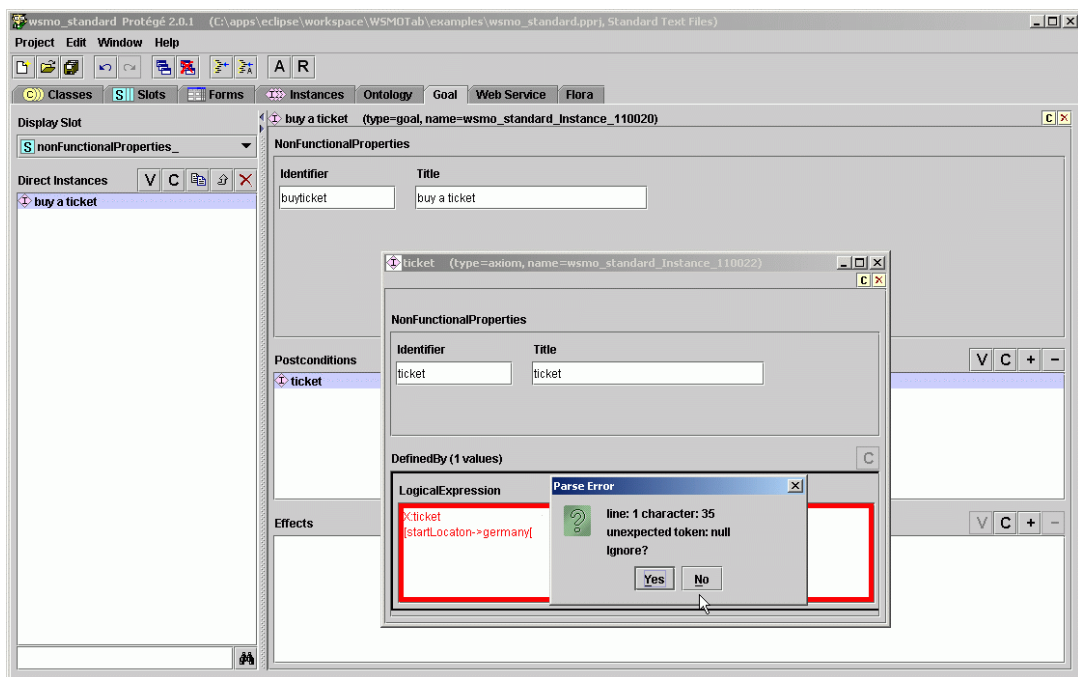 wsmo_standard Protégé 2.0.1 (C:\apps\eclipse\workspace\WSMOTab\examples\wsmo_standard.pprj, Standard Text Files)
Project Edit Window Help
A R
C Classes S Slots Forms I Instances Ontology Goal Web Service Flora
Display Slot
S nonFunctionalProperties_
Direct Instances V C
I buy a ticket
I buy a ticket (type=goal, name=wsmo_standard_Instance_110020) C
NonFunctionalProperties
Identifier Title
buyticket buy a ticket
Postconditions V C + -
I ticket
Effects V C + -
I ticket (type=axiom, name=wsmo_standard_Instance_110022)
C
NonFunctionalProperties
Identifier Title
ticket ticket
DefinedBy (1 values) C
LogicalExpression
X:ticket
[startLocaton->germany[
Parse Error
line: 1 character: 35
unexpected token: null
Ignore?
Yes No